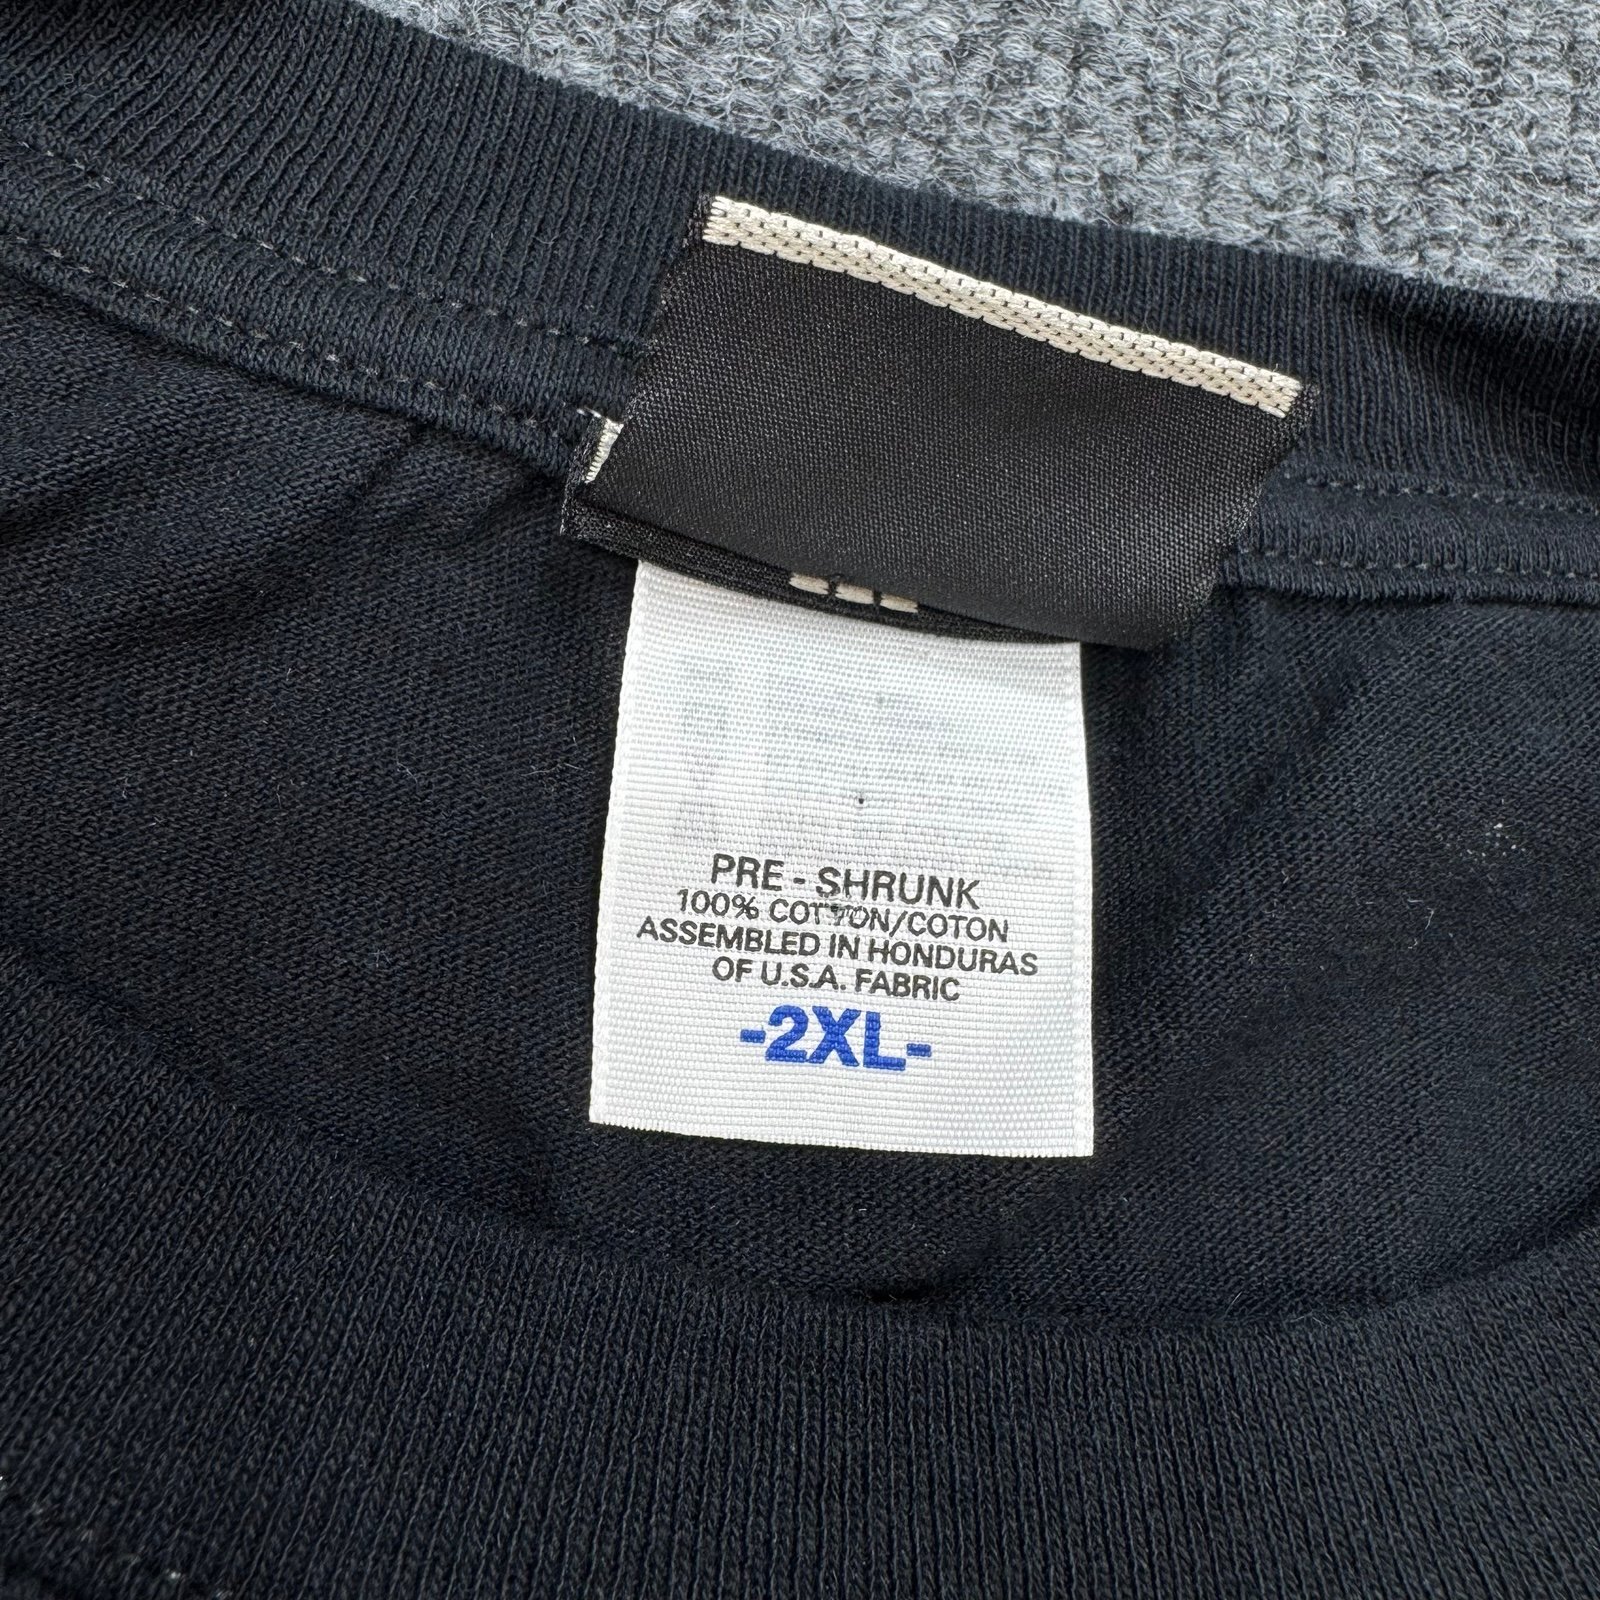 PRE - SHRUNK
100% COTTON/COTON
ASSEMBLED IN HONDURAS
OF U.S.A. FABRIC
-2XL-